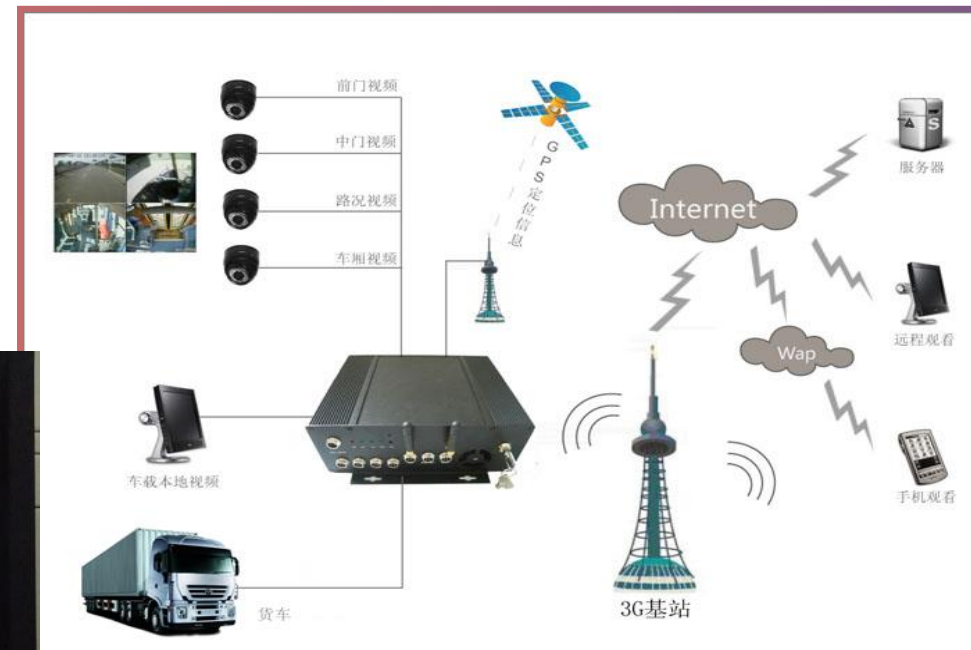 前门视频
中门视频
路况视频
车厢视频
GPS定位信息
Internet
服务器
远程观看
Wap
手机观看
车载本地视频
货车
3G基站
S